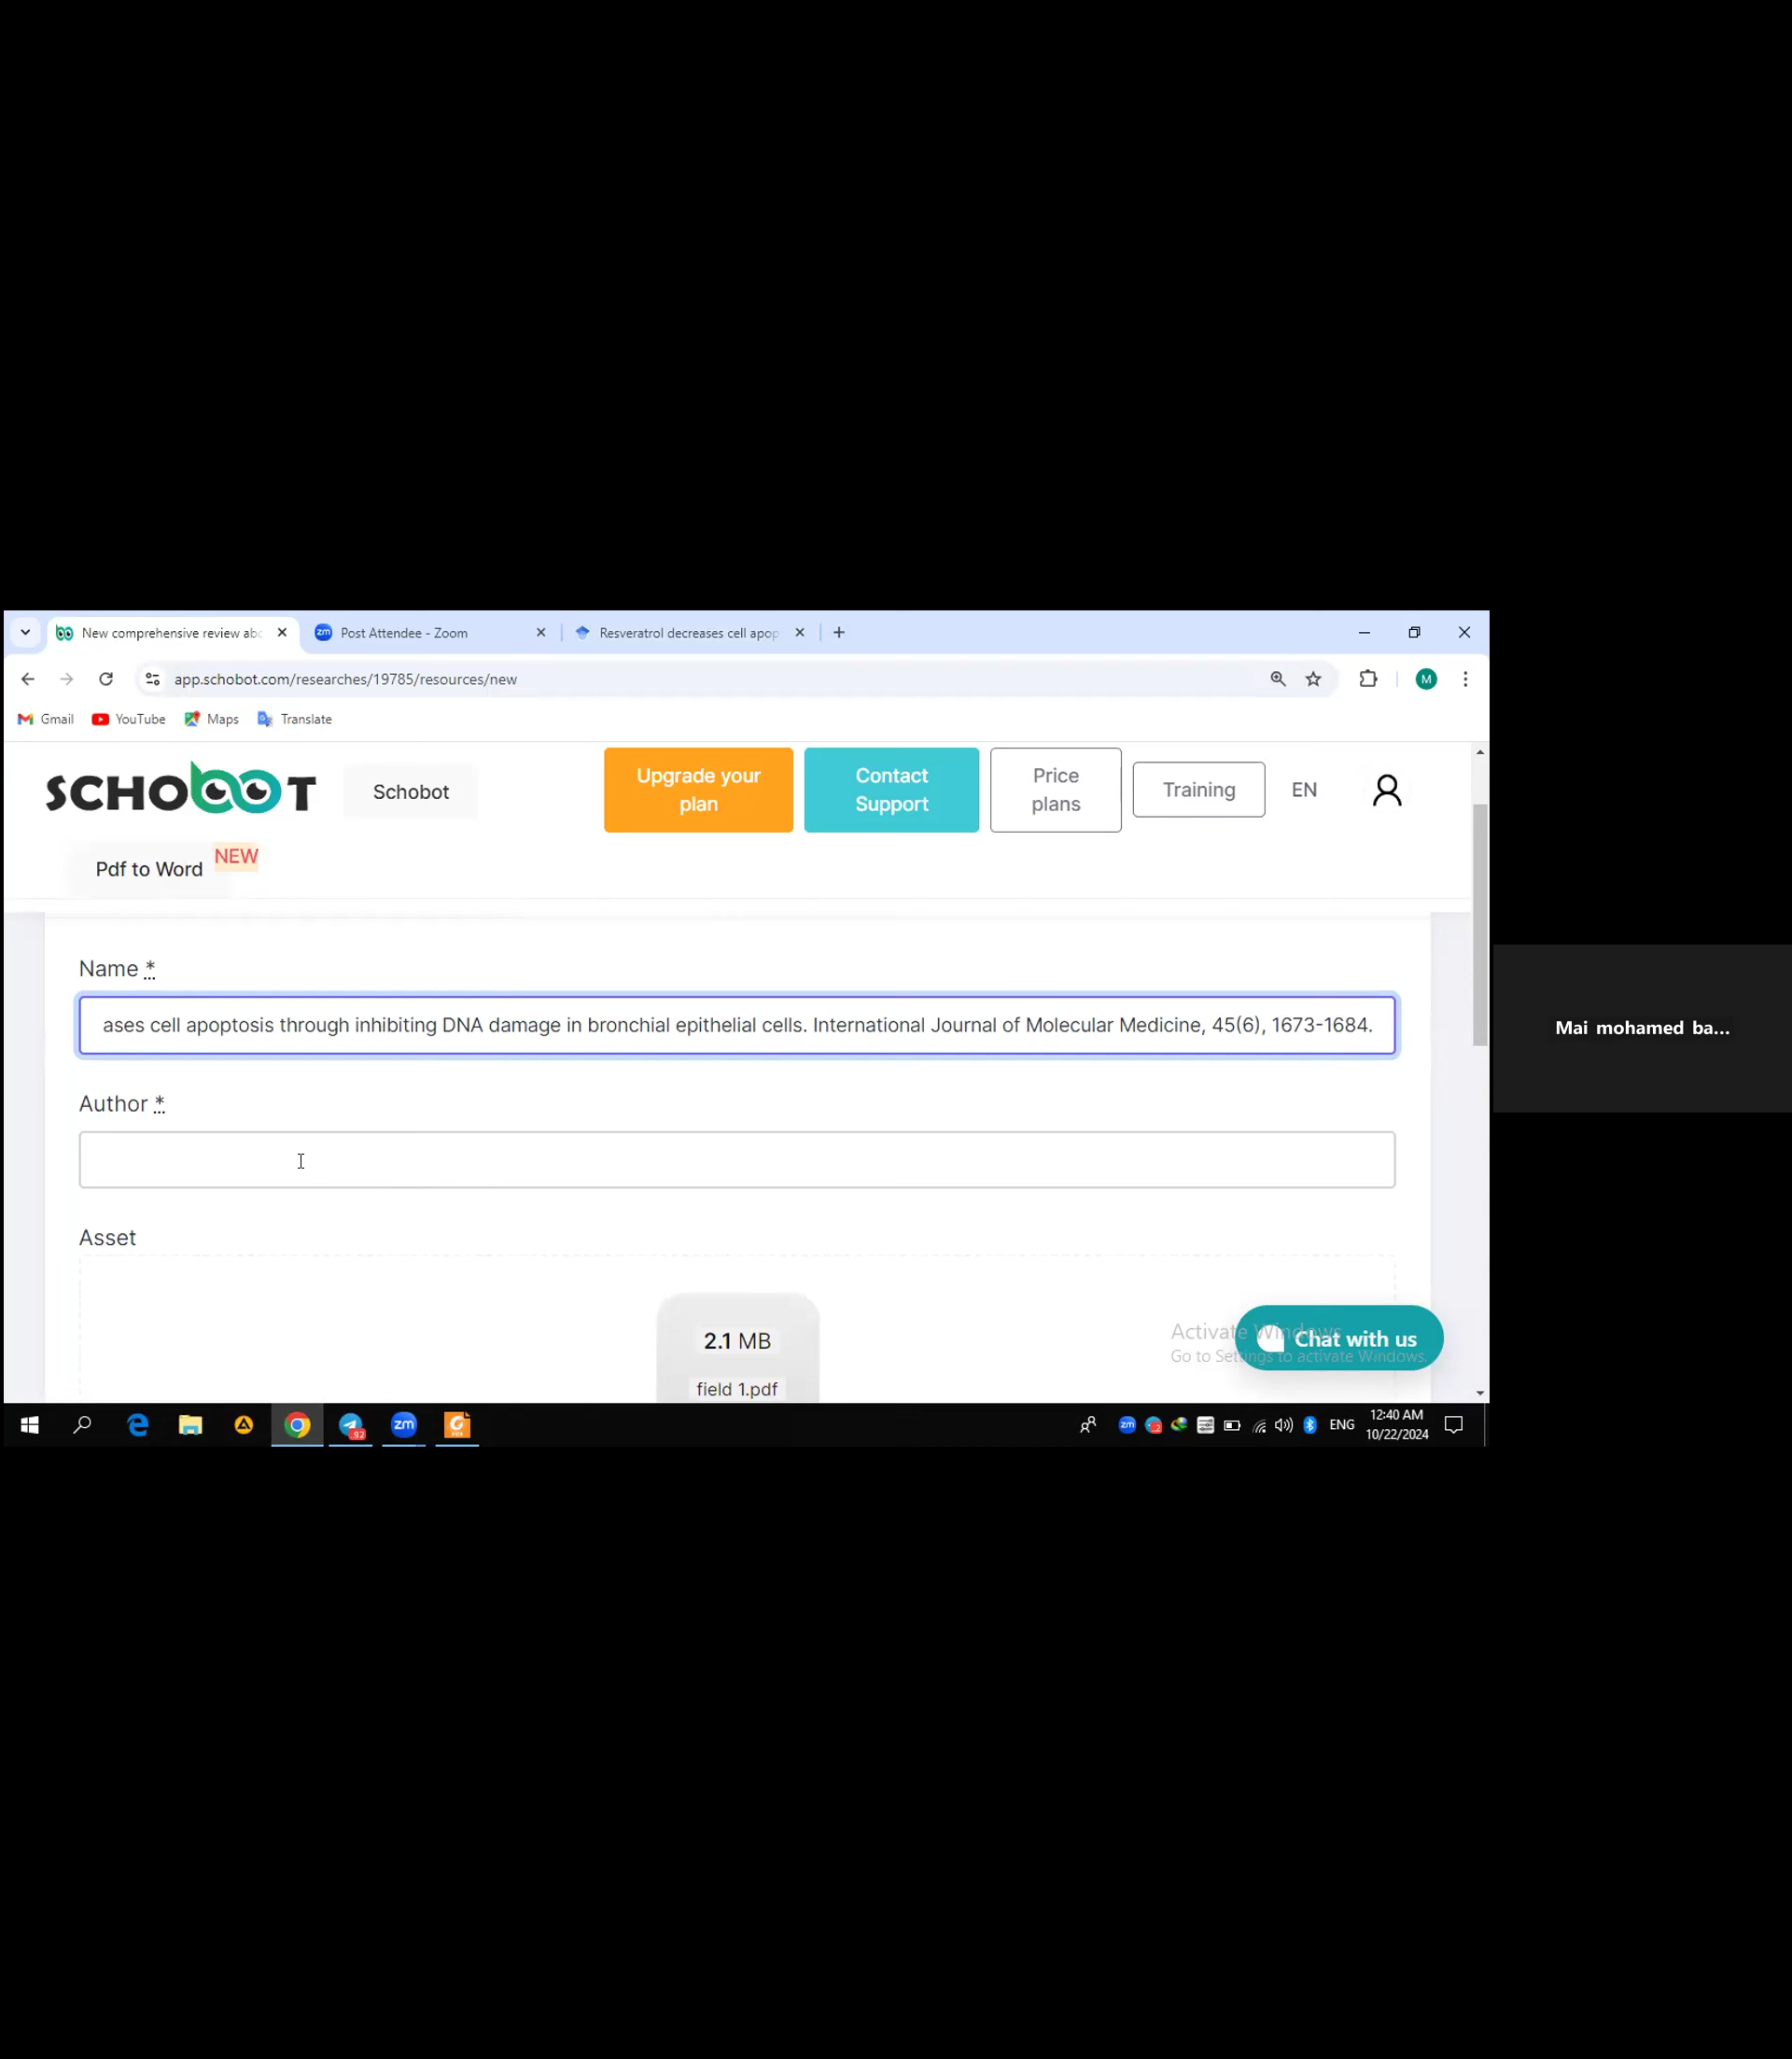 New comprehensive review abc
Post Attendee - Zoom
Resveratrol decreases cell apop
app.schobot.com/researches/19785/resources/new
M
Gmail
YouTube
Maps
Translate
SCHOBOT
Schobot
Upgrade your
plan
Contact
Support
Price
plans
Training
EN
Pdf to Word
NEW
Name *
ases cell apoptosis through inhibiting DNA damage in bronchial epithelial cells. International Journal of Molecular Medicine, 45(6), 1673-1684.
Mai mohamed ba...
Author *
Asset
2.1 MB
field 1.pdf
Activate Windows
Go to Settings to activate Windows.
Chat with us
zm
92
ENG
12:40 AM
10/22/2024